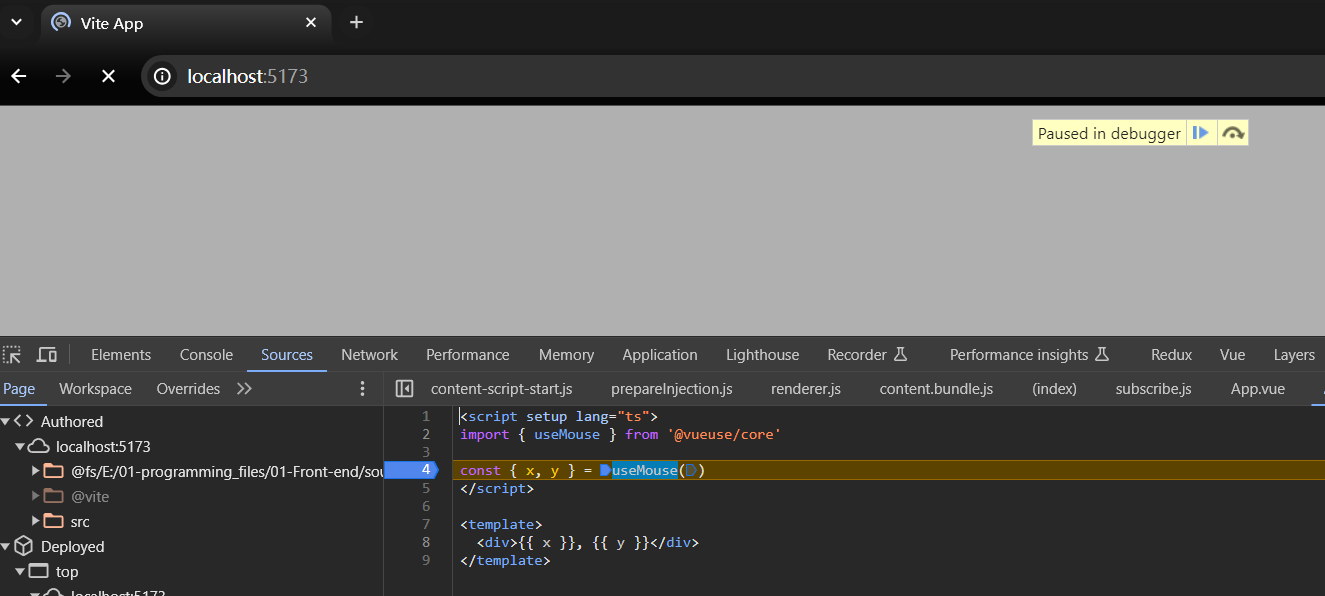 Vite App
localhost:5173
Paused in debugger
Elements Console Sources Network Performance Memory Application Lighthouse Recorder Performance insights Redux Vue Layers
Page Workspace Overrides
content-script-start.js prepareInjection.js renderer.js content.bundle.js (index) subscribe.js App.vue
Authored
localhost:5173
@fs/E:/01-programming_files/01-Front-end/sou
@vite
src
Deployed
top
localhost:5173
1 <script setup lang="ts">
2 import { useMouse } from '@vueuse/core'
3
4 const { x, y } = useMouse()
5 </script>
6
7 <template>
8 <div>{{ x }}, {{ y }}</div>
9 </template>